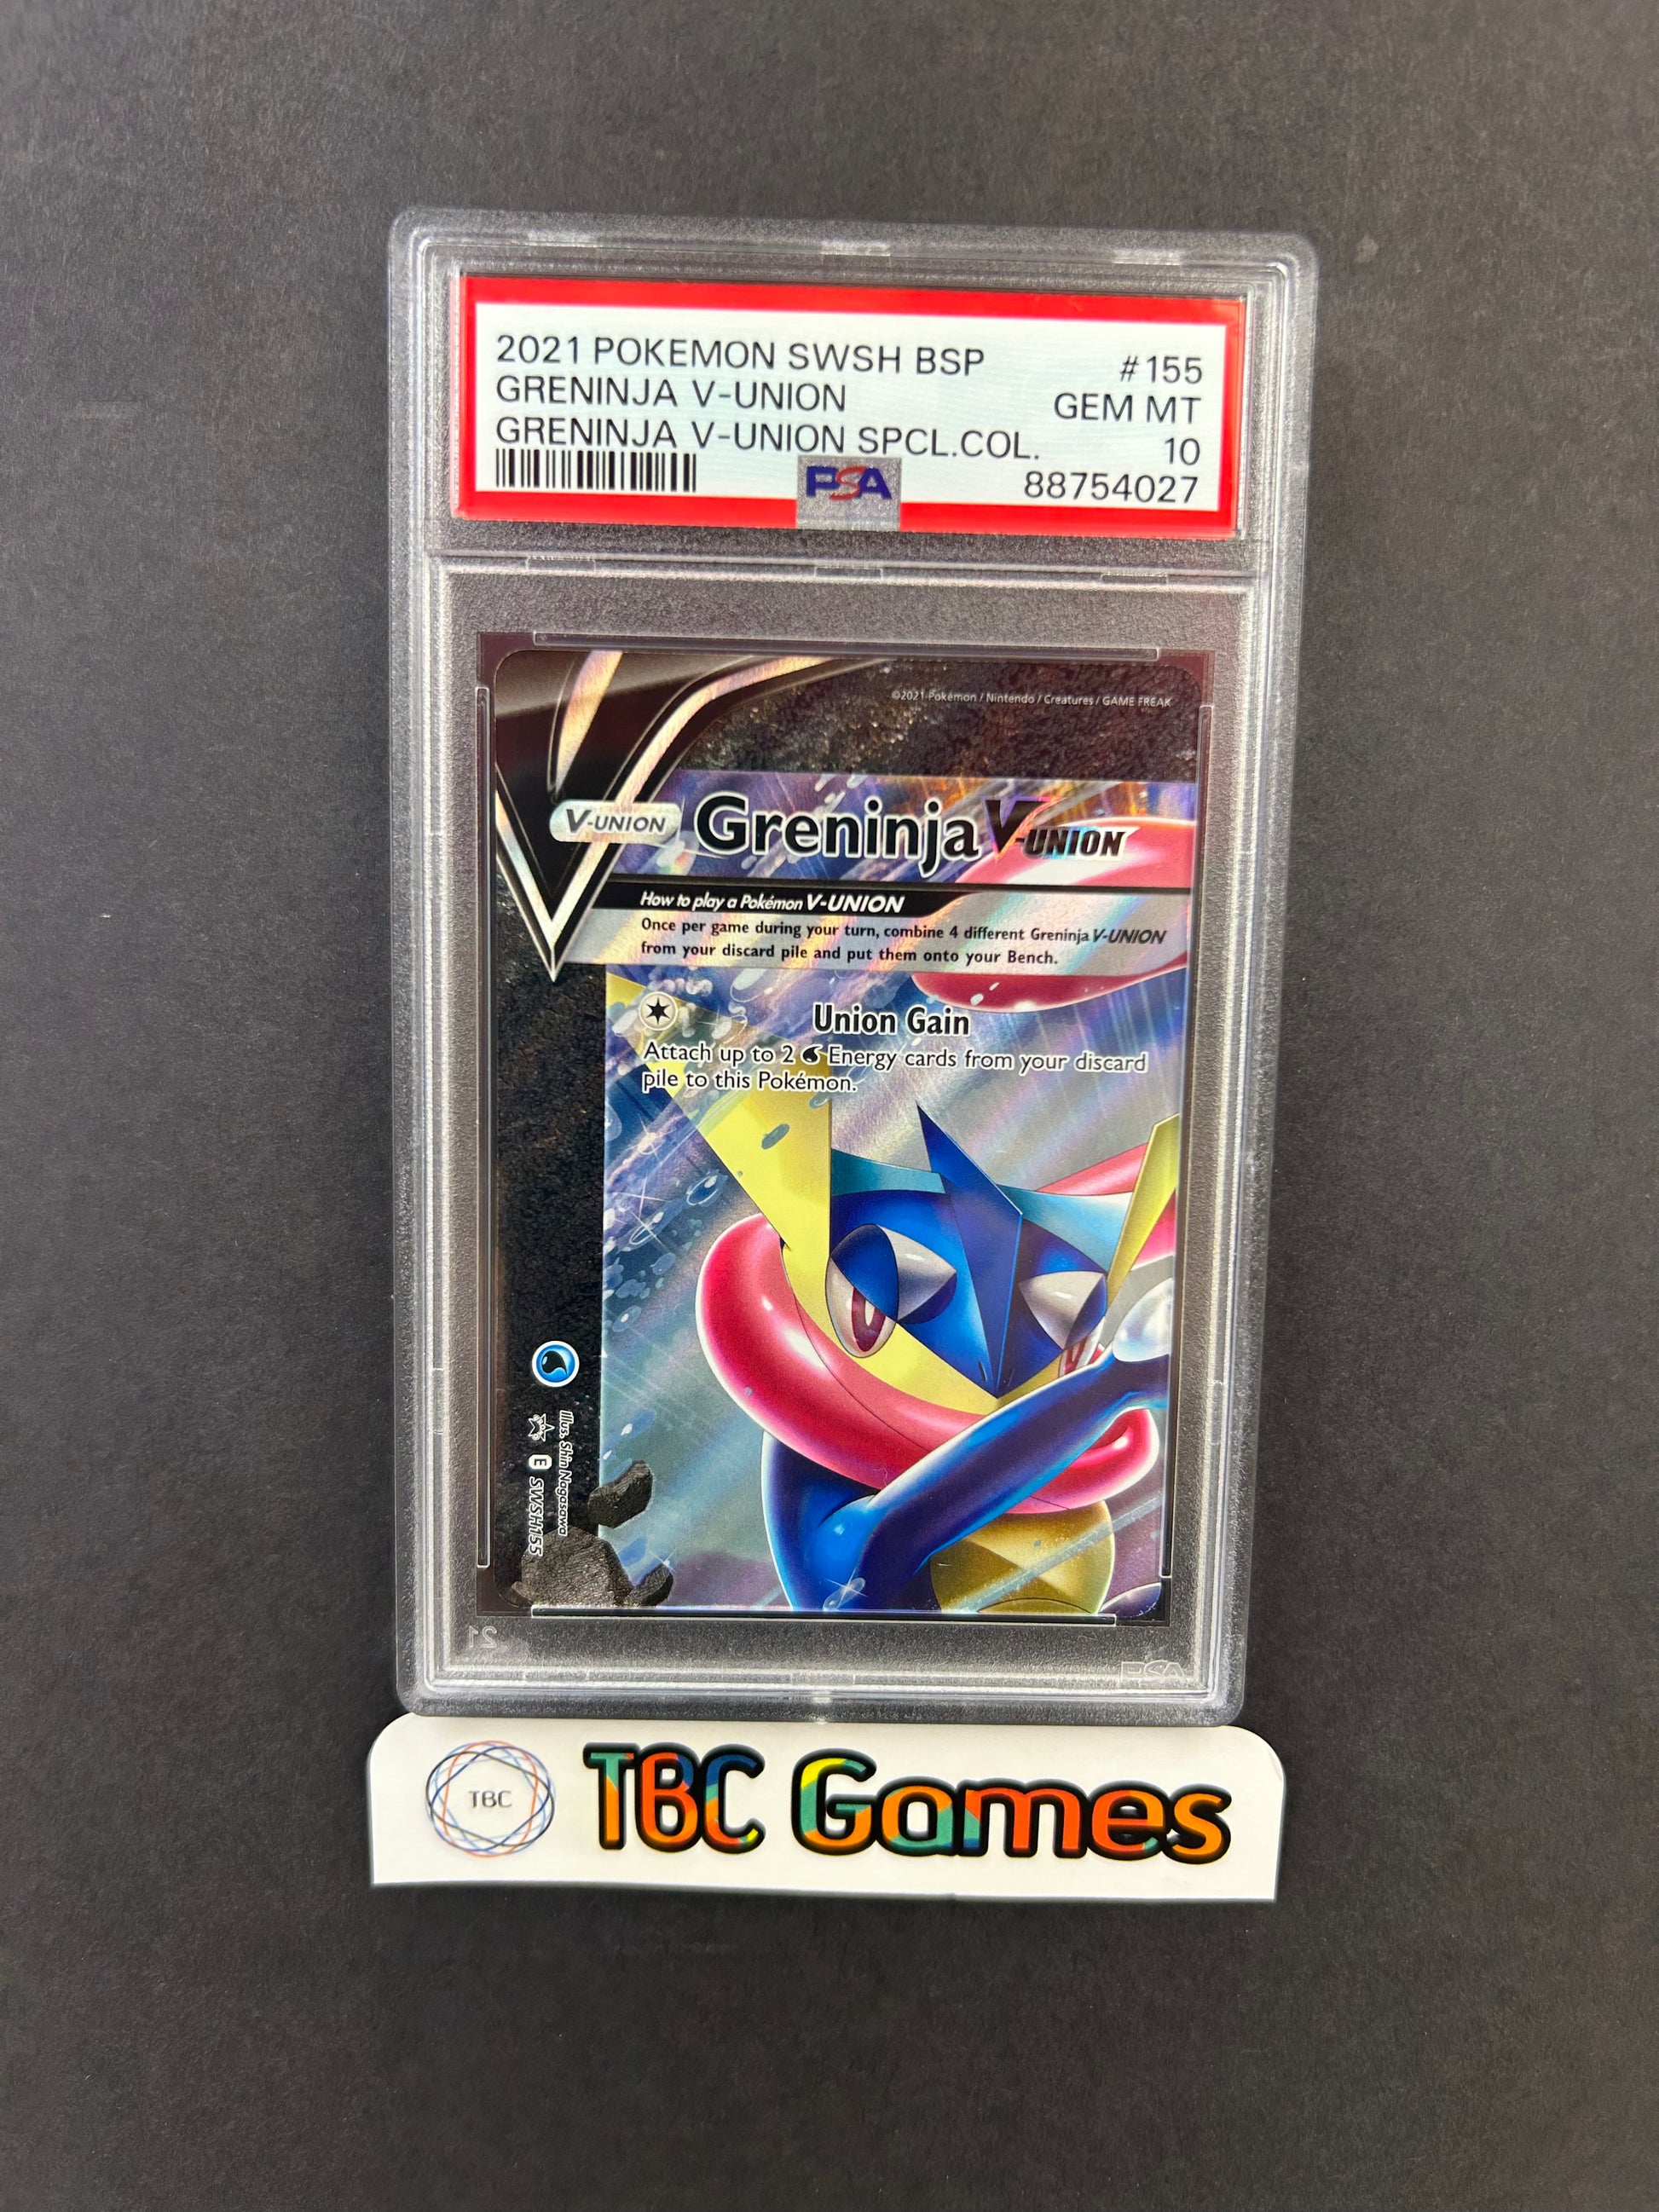 2021 POKEMON SWSH BSP #155
GRENINJA V-UNION GEM MT
GRENINJA V-UNION SPCL.COL. 10
PSA 88754027
©2021 Pokémon / Nintendo / Creatures / GAME FREAK
V-UNION Greninja V-UNION
How to play a Pokémon V-UNION
Once per game during your turn, combine 4 different Greninja V-UNION
from your discard pile and put them onto your Bench.
Union Gain
Attach up to 2 Energy cards from your discard
pile to this Pokémon.
Illus. Shin Nagasawa
E SWSH155
21 PSA
TBC TBC Games